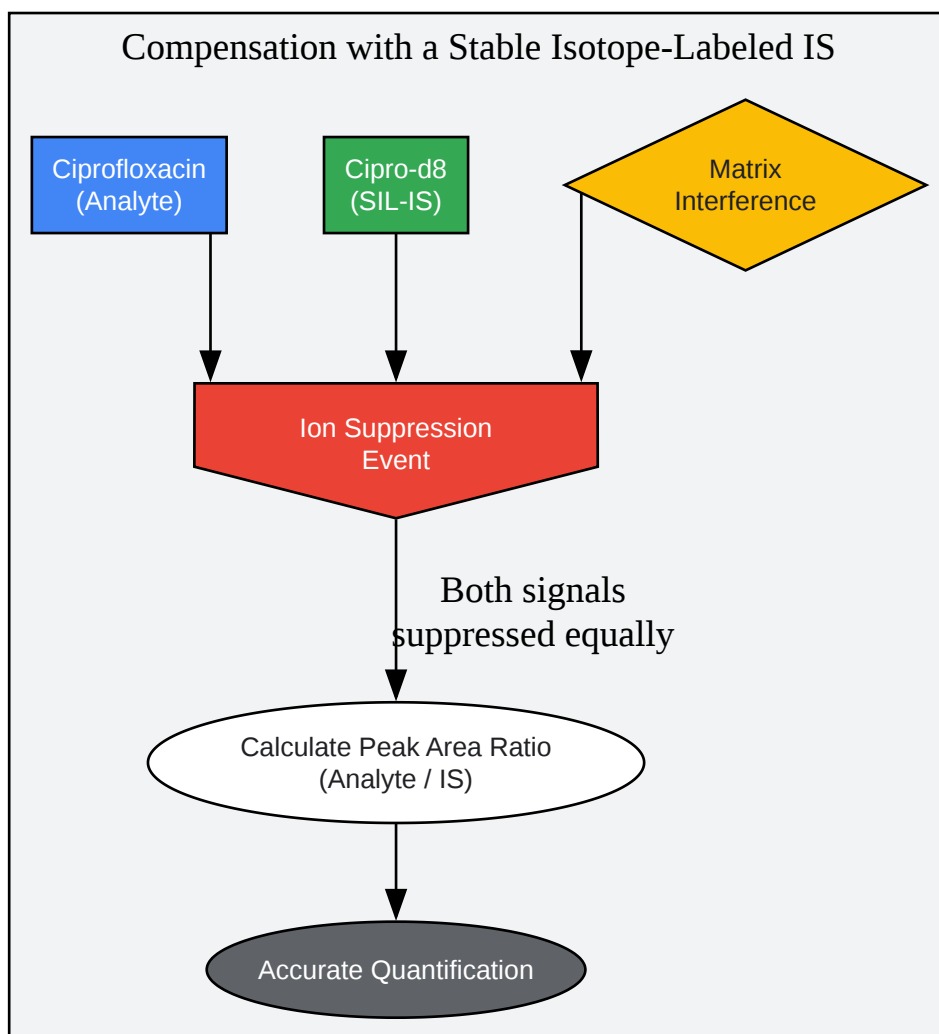 Compensation with a Stable Isotope-Labeled IS
Ciprofloxacin
(Analyte)
Cipro-d8
(SIL-IS)
Matrix
Interference
Ion Suppression
Event
Both signals
suppressed equally
Calculate Peak Area Ratio
(Analyte / IS)
Accurate Quantification